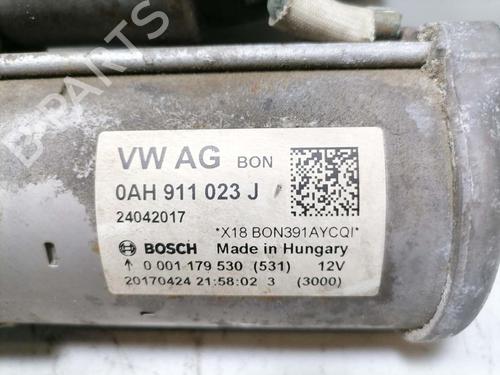 VW AG BON
0AH 911 023 J
24042017
*X18 BON391AYCQI*
BOSCH Made in Hungary
↑ 0 001 179 530 (531) 12V
20170424 21:58:02 3 (3000)
B-PARTS